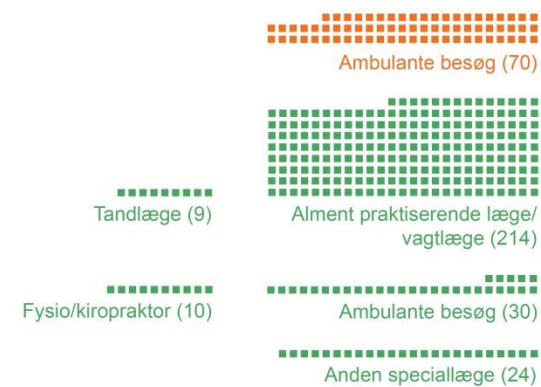 Ambulante besøg (70)
Tandlæge (9)
Alment praktiserende læge/
vagtlæge (214)
Fysio/kiropraktor (10)
Ambulante besøg (30)
Anden speciallæge (24)